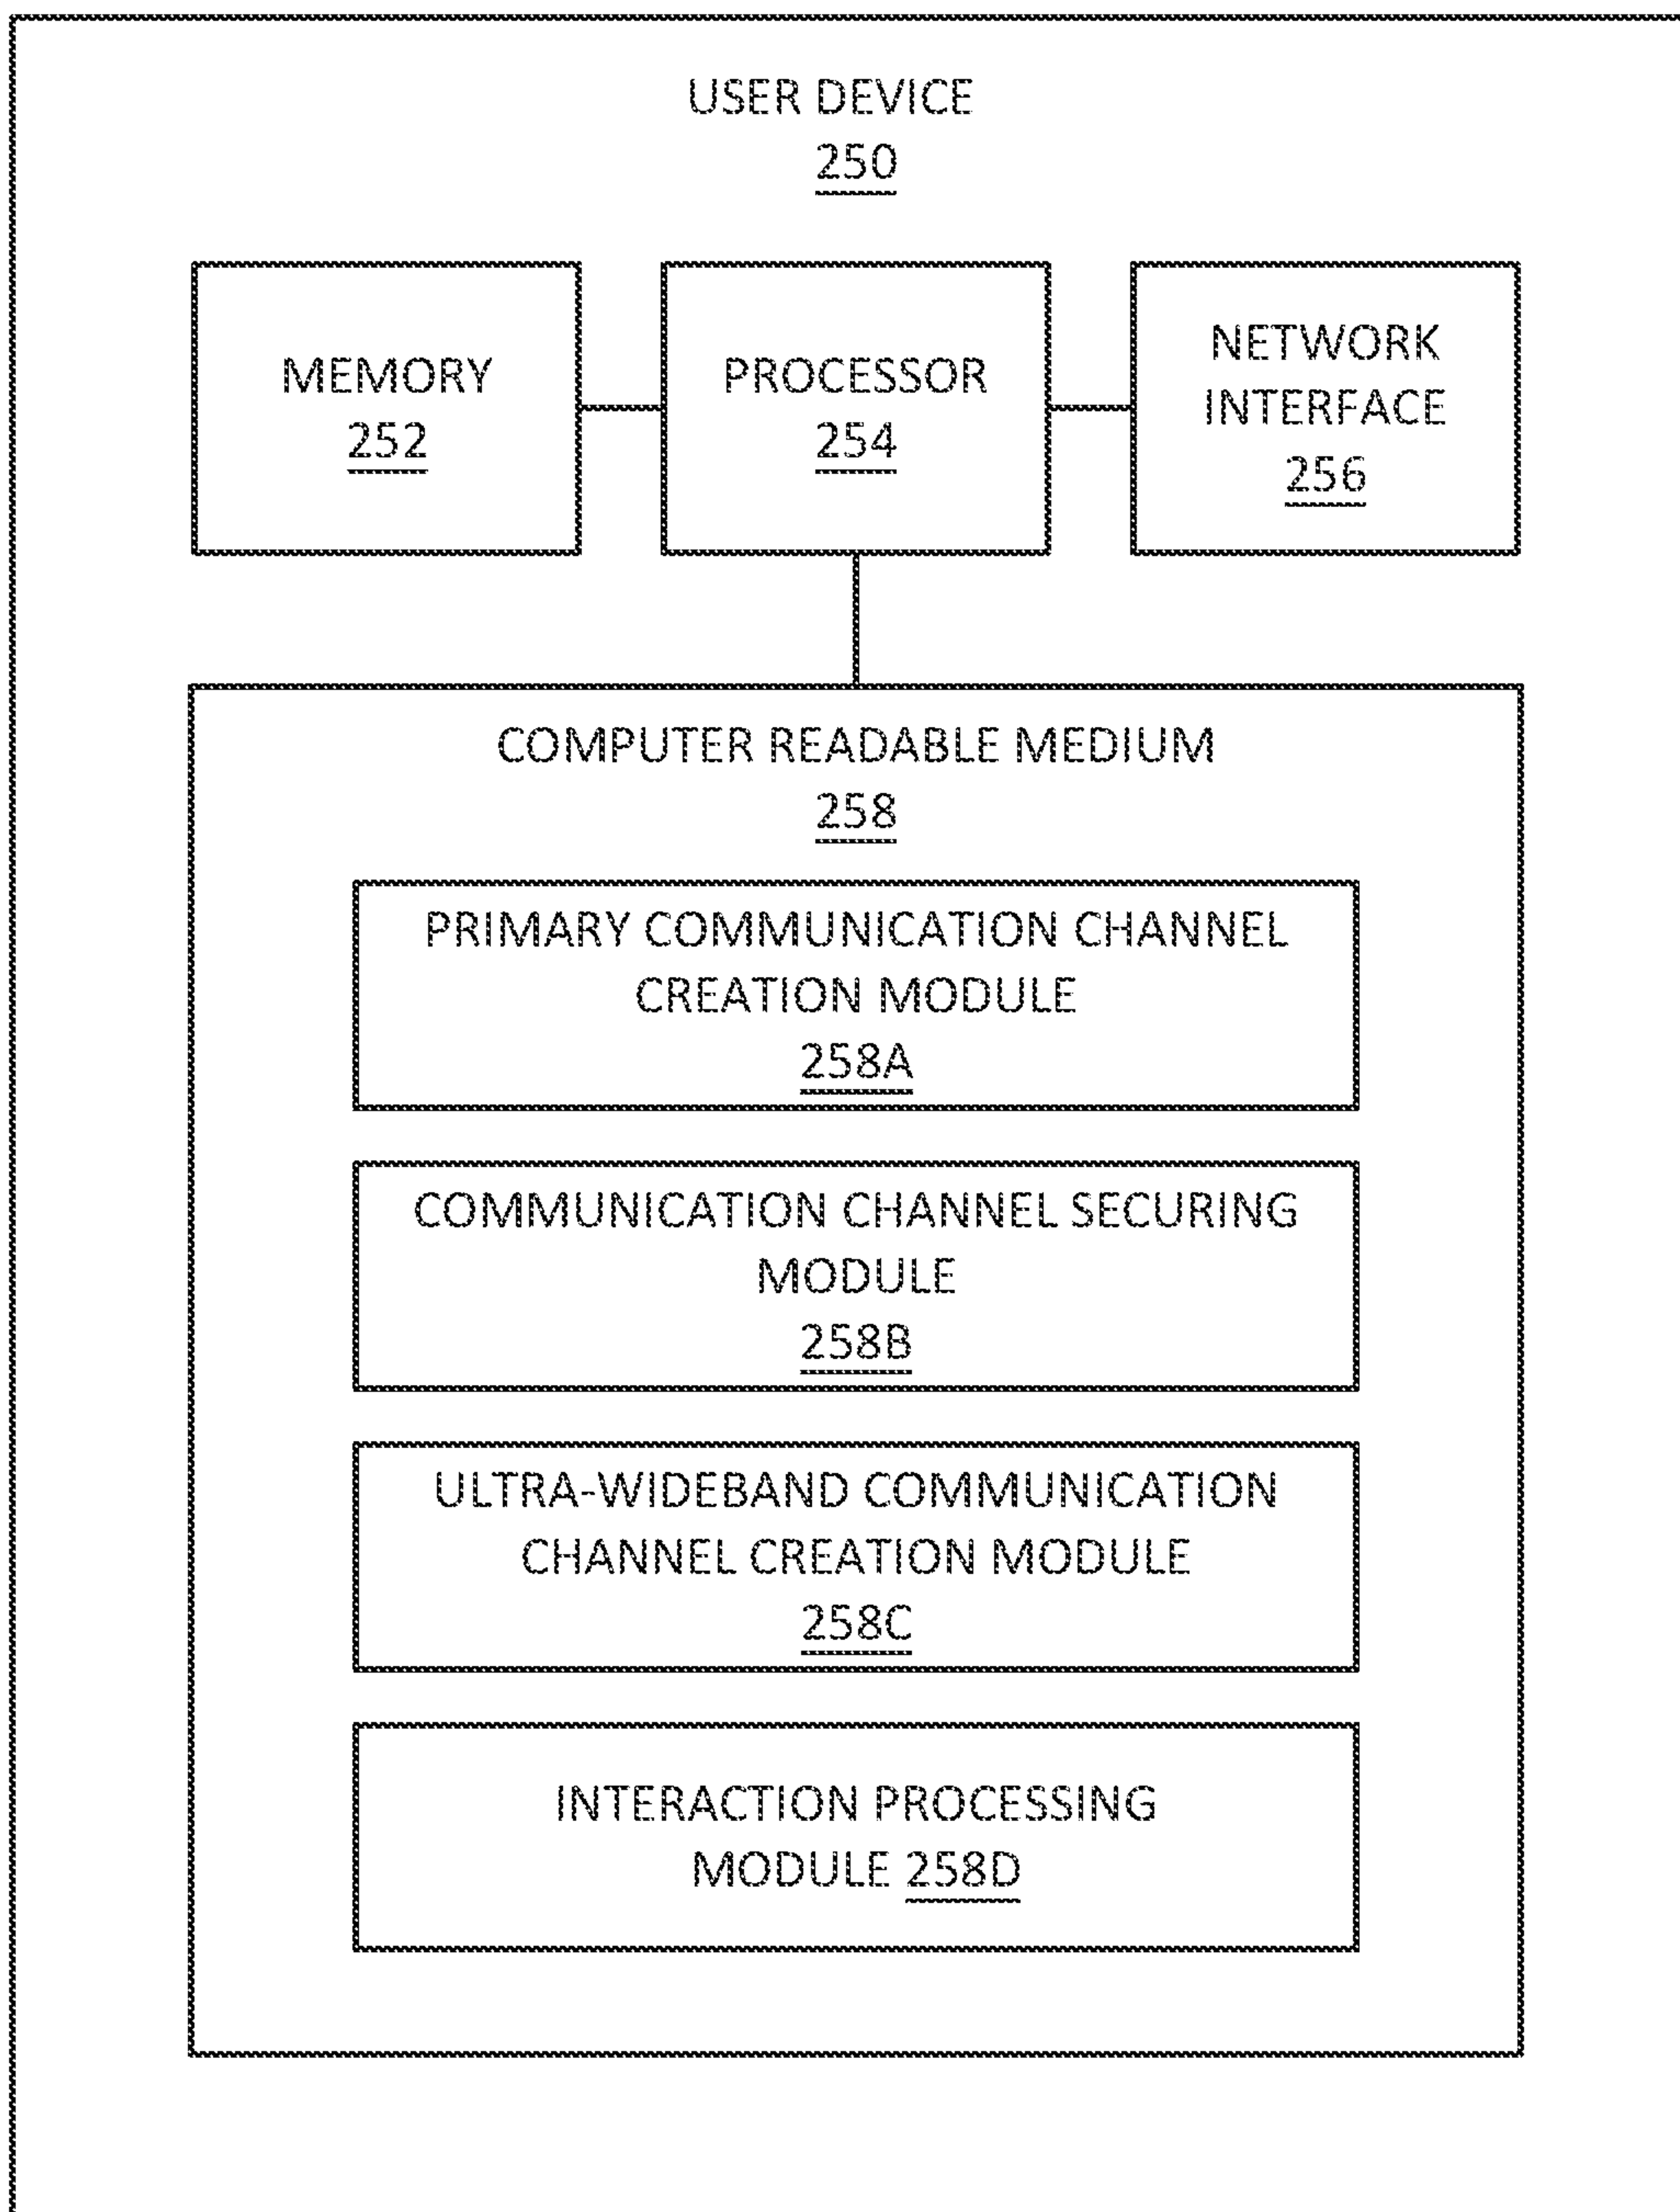 USER DEVICE
250
MEMORY
252
PROCESSOR
254
NETWORK
INTERFACE
256
COMPUTER READABLE MEDIUM
258
PRIMARY COMMUNICATION CHANNEL
CREATION MODULE
258A
COMMUNICATION CHANNEL SECURING
MODULE
258B
ULTRA-WIDEBAND COMMUNICATION
CHANNEL CREATION MODULE
258C
INTERACTION PROCESSING
MODULE 258D